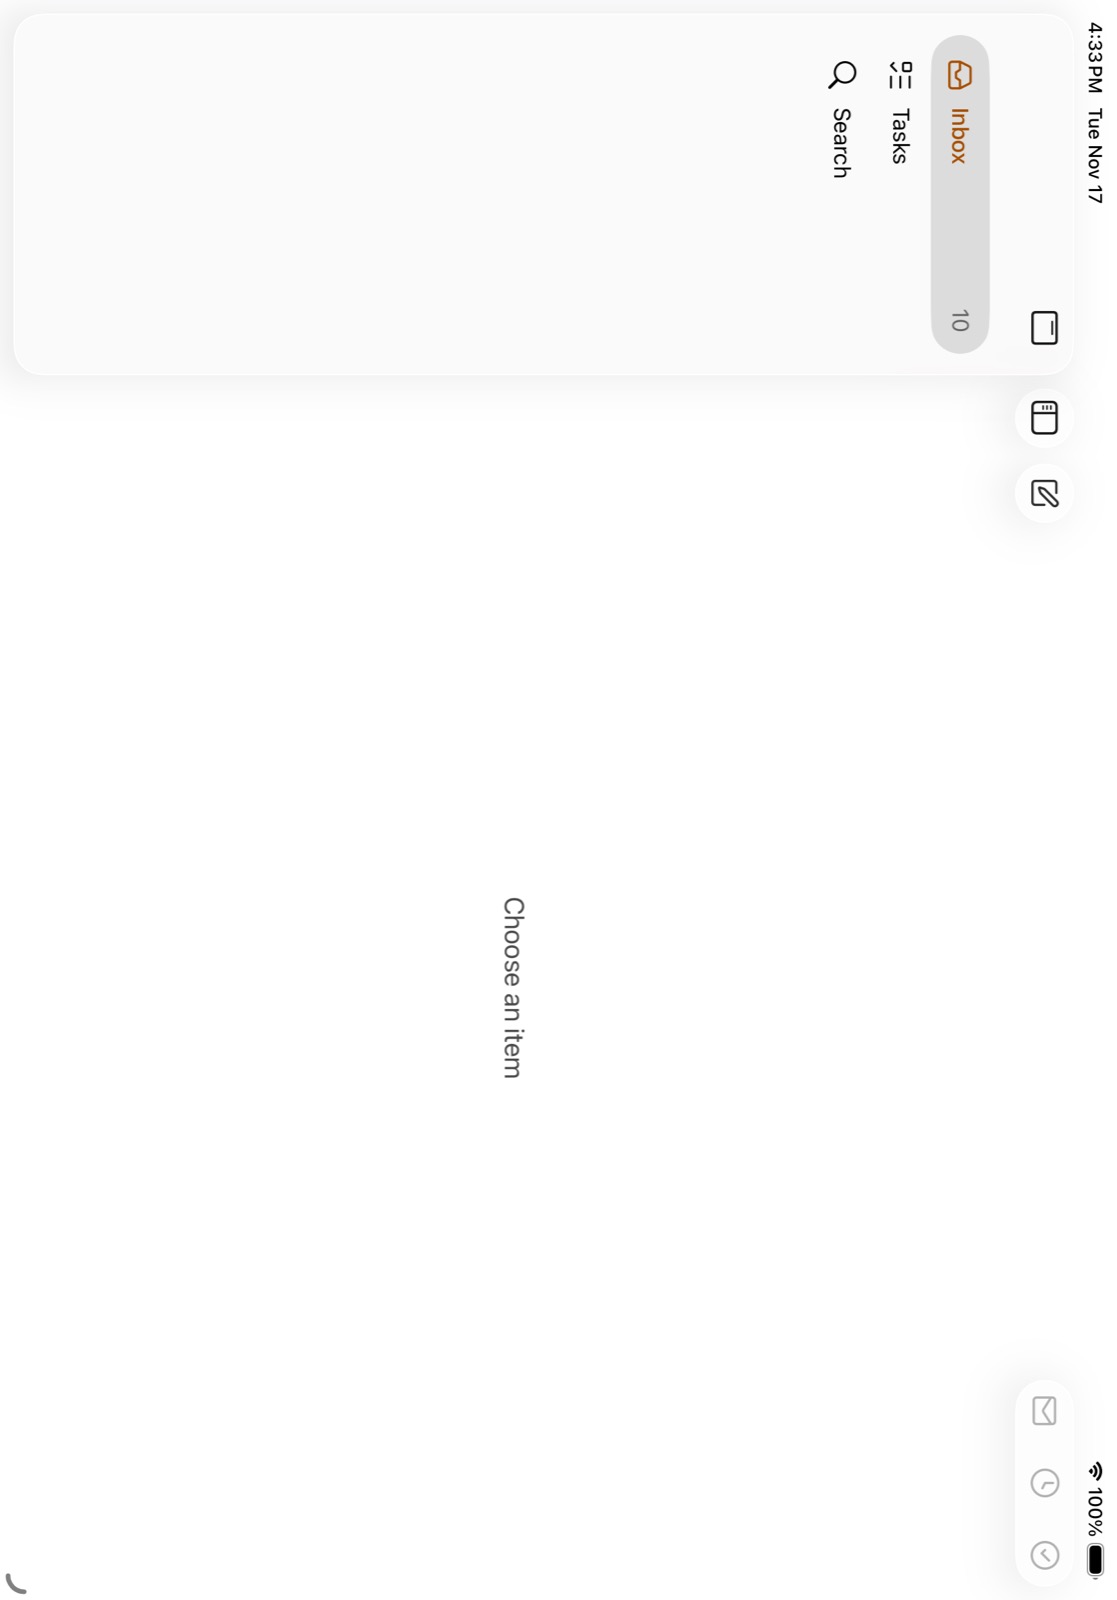 4:33 PM Tue Nov 17
100%
Inbox 10
Tasks
Search
Choose an item